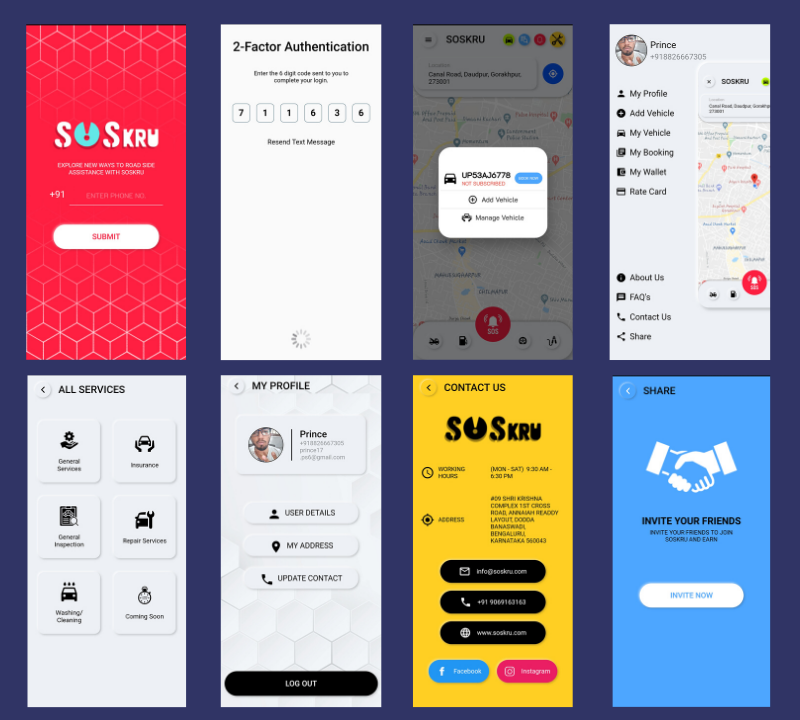 SOSKRU
EXPLORE NEW WAYS TO ROAD SIDE
ASSISTANCE WITH SOSKRU
+91 ENTER PHONE NO.
SUBMIT
2-Factor Authentication
Enter the 6 digit code sent to you to
complete your login.
7 1 1 6 3 6
Resend Text Message
SOSKRU
Location:
Canal Road, Daudpur, Gorakhpur,
273001
UP53AJ6778
NOT SUBSCRIBED
Add Vehicle
Manage Vehicle
SOS
Prince
+918826667305
My Profile
Add Vehicle
My Vehicle
My Booking
My Wallet
Rate Card
About Us
FAQ's
Contact Us
Share
SOSKRU
Location:
Canal Road, Daudpur, Gorakhpu
273001
SOS
ALL SERVICES
General
Services
Insurance
General
Inspection
Repair Services
Washing/
Cleaning
Coming Soon
MY PROFILE
Prince
+918826667305
prince17
.pet@gmail.com
USER DETAILS
MY ADDRESS
UPDATE CONTACT
LOG OUT
CONTACT US
SOSKRU
WORKING
HOURS
(MON - SAT) 9:30 AM -
6:30 PM
ADDRESS
#09 SHRI KRISHNA
COMPLEX 1ST CROSS
ROAD, ANNAIAH READDY
LAYOUT, DODDA
BANASWADI,
BENGALURU,
KARNATAKA 560043
info@soskru.com
+91 9069163163
www.soskru.com
Facebook
Instagram
SHARE
INVITE YOUR FRIENDS
INVITE YOUR FRIENDS TO JOIN
SOSKRU AND EARN
INVITE NOW